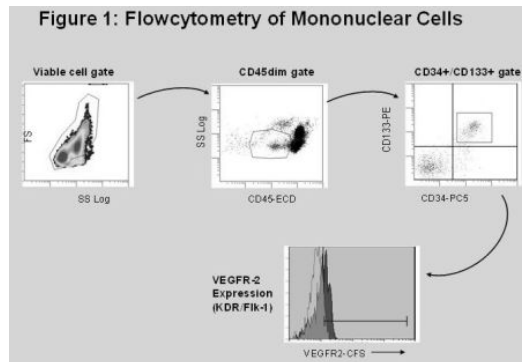 Figure 1: Flowcytometry of Mononuclear Cells
Viable cell gate
CD45dim gate
CD34+/CD133+ gate
FS
SS Log
SS Log
CD45-ECD
CD133-PE
CD34-PC5
VEGFR-2
Expression
(KDR/Flk-1)
VEGFR2-CFS